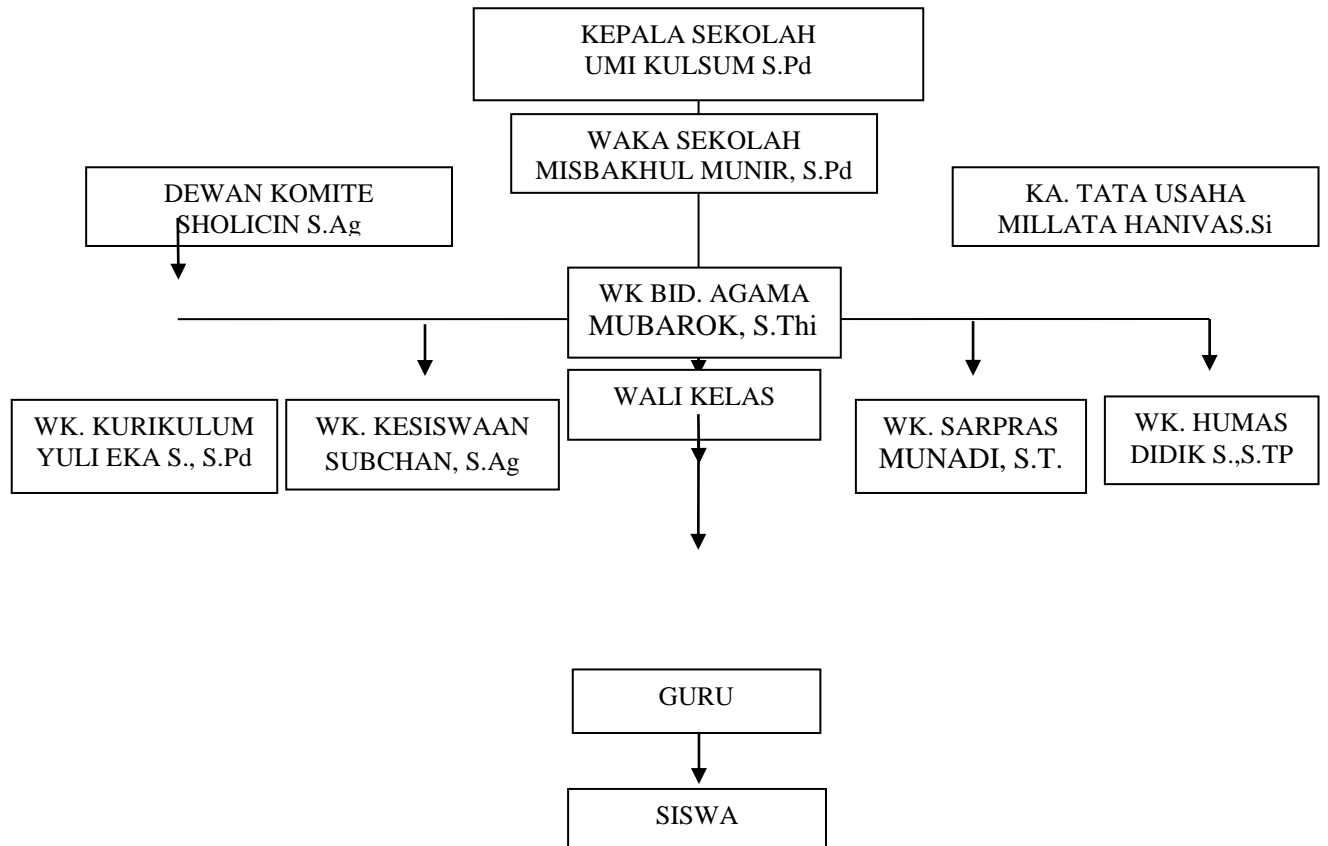 KEPALA SEKOLAH
UMI KULSUM S.Pd
WAKA SEKOLAH
MISBAKHUL MUNIR, S.Pd
DEWAN KOMITE
SHOLICIN S.Ag
KA. TATA USAHA
MILLATA HANIVAS.Si
WK BID. AGAMA
MUBAROK, S.Thi
WALI KELAS
WK. KURIKULUM
YULI EKA S., S.Pd
WK. KESISWAAN
SUBCHAN, S.Ag
WK. SARPRAS
MUNADI, S.T.
WK. HUMAS
DIDIK S.,S.TP
GURU
SISWA